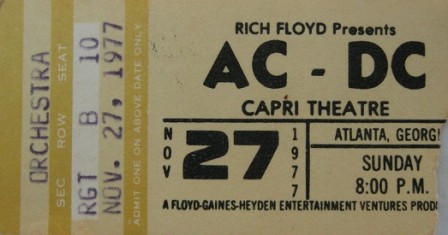 ORCHESTRA
SEC ROW SEAT
RGT B 10
NOV. 27, 1977
ADMIT ONE ON ABOVE DATE ONLY
RICH FLOYD Presents
AC - DC
CAPRI THEATRE
NOV 27 1977
ATLANTA, GEORGI
SUNDAY
8:00 P.M.
A FLOYD-GAINES-HEYDEN ENTERTAINMENT VENTURES PRODU